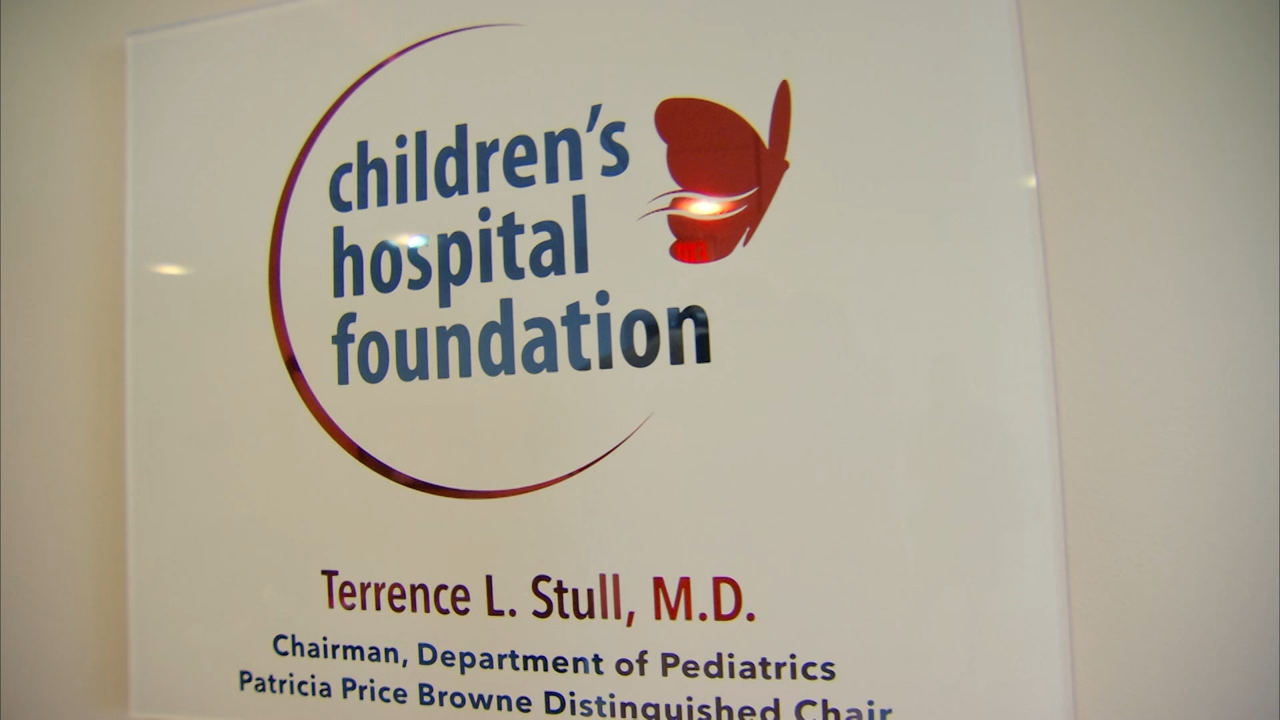 children's
hospital
foundation
Terrence L. Stull, M.D.
Chairman, Department of Pediatrics
Patricia Price Browne Distinguished Chair